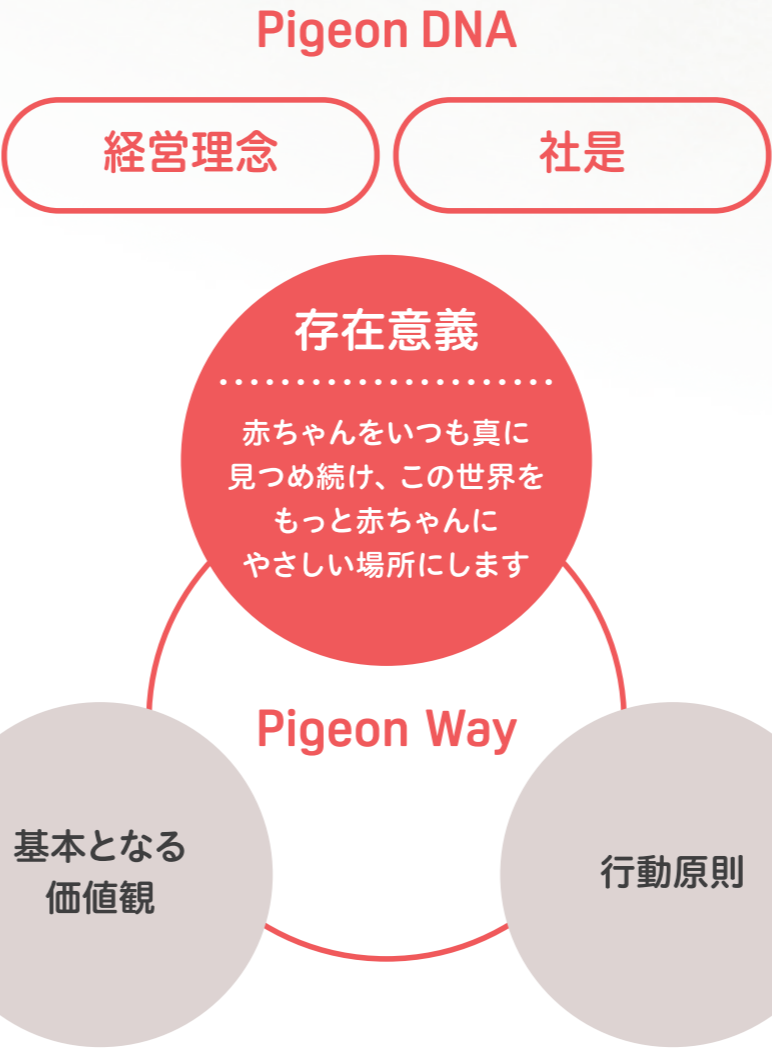 Pigeon DNA
経営理念
社是
存在意義
赤ちゃんをいつも真に
見つめ続け、この世界を
もっと赤ちゃんに
やさしい場所にします
Pigeon Way
基本となる
価値観
行動原則